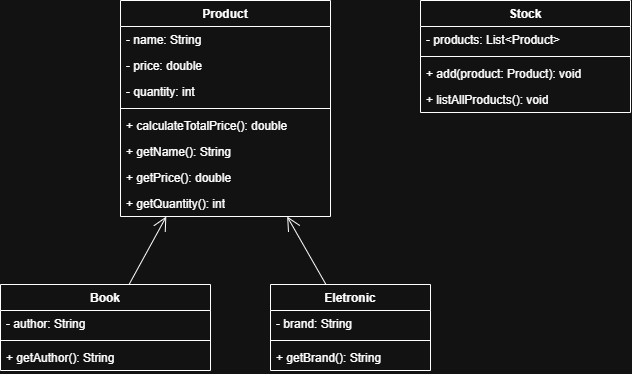 Product
- name: String
- price: double
- quantity: int
+ calculateTotalPrice(): double
+ getName(): String
+ getPrice(): double
+ getQuantity(): int
Stock
- products: List<Product>
+ add(product: Product): void
+ listAllProducts(): void
Book
- author: String
+ getAuthor(): String
Eletronic
- brand: String
+ getBrand(): String